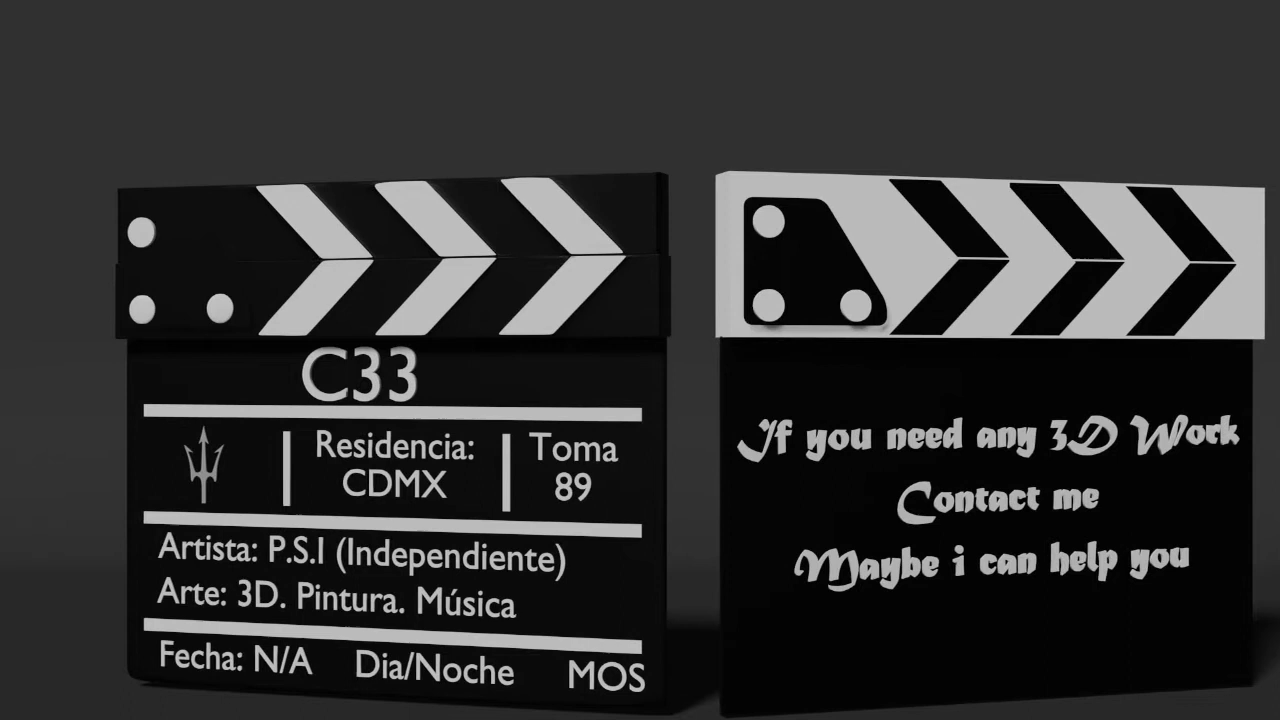 C33
Residencia:
CDMX
Toma
89
Artista: P.S.I (Independiente)
Arte: 3D. Pintura. Música
Fecha: N/A Dia/Noche MOS
If you need any 3D Work
Contact me
Maybe i can help you